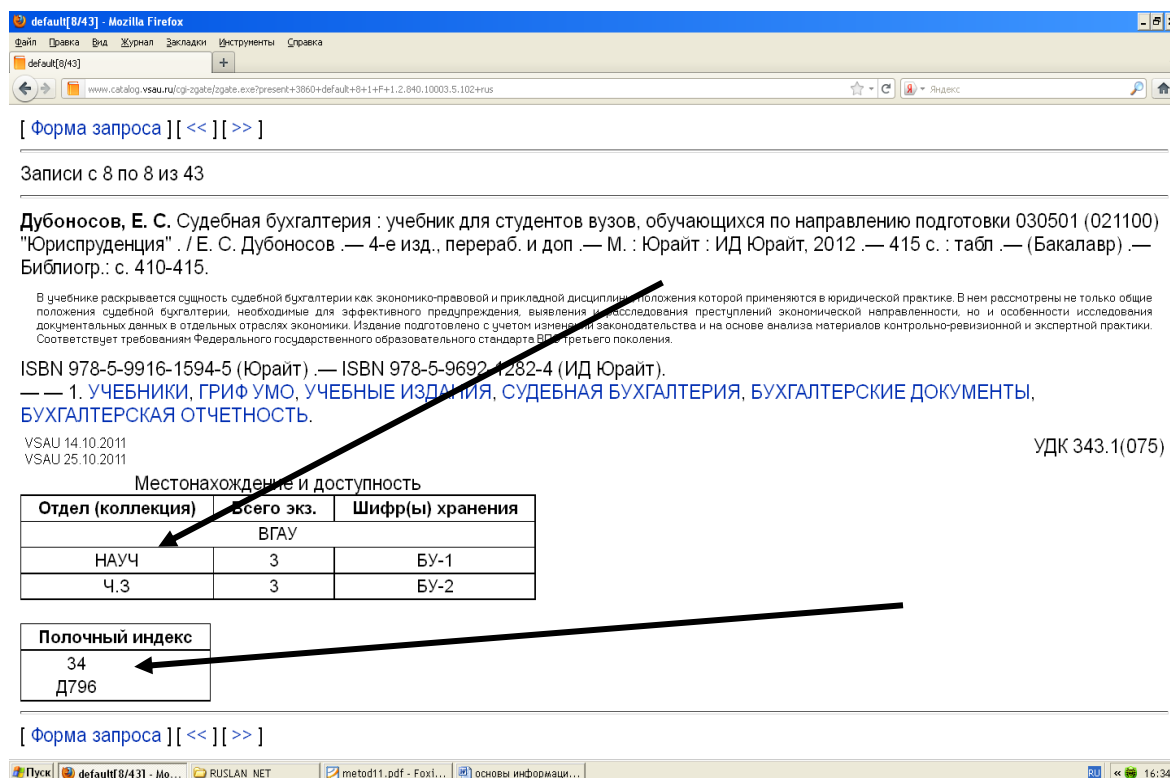 default[8/43] - Mozilla Firefox
Файл Правка Вид Журнал Закладки Инструменты Справка
default[8/43] +
www.catalog.vsau.ru/cgi-zgate/zgate.exe?present+3860+default+8+1+F+1.2.840.10003.5.102+rus Яндекс
[ Форма запроса ] [ << ] [ >> ]
Записи с 8 по 8 из 43
Дубоносов, Е. С. Судебная бухгалтерия : учебник для студентов вузов, обучающихся по направлению подготовки 030501 (021100)
"Юриспруденция" . / Е. С. Дубоносов .— 4-е изд., перераб. и доп .— М. : Юрайт : ИД Юрайт, 2012 .— 415 с. : табл .— (Бакалавр) .—
Библиогр.: с. 410-415.
В учебнике раскрывается сущность судебной бухгалтерии как экономико-правовой и прикладной дисциплины, положения которой применяются в юридической практике. В нем рассмотрены не только общие
положения судебной бухгалтерии, необходимые для эффективного предупреждения, выявления и расследования преступлений экономической направленности, но и особенности исследования
документальных данных в отдельных отраслях экономики. Издание подготовлено с учетом изменений законодательства и на основе анализа материалов контрольно-ревизионной и экспертной практики.
Соответствует требованиям Федерального государственного образовательного стандарта ВПО третьего поколения.
ISBN 978-5-9916-1594-5 (Юрайт) .— ISBN 978-5-9692-1282-4 (ИД Юрайт).
— — 1. УЧЕБНИКИ, ГРИФ УМО, УЧЕБНЫЕ ИЗДАНИЯ, СУДЕБНАЯ БУХГАЛТЕРИЯ, БУХГАЛТЕРСКИЕ ДОКУМЕНТЫ,
БУХГАЛТЕРСКАЯ ОТЧЕТНОСТЬ.
VSAU 14.10.2011 УДК 343.1(075)
VSAU 25.10.2011
Местонахождение и доступность
Отдел (коллекция) Всего экз. Шифр(ы) хранения
ВГАУ
НАУЧ 3 БУ-1
Ч.З 3 БУ-2
Полочный индекс
34
Д796
[ Форма запроса ] [ << ] [ >> ]
Пуск default[8/43] - Mo... RUSLAN_NET metod11.pdf - Foxi... основы информаци... RU « 16:34